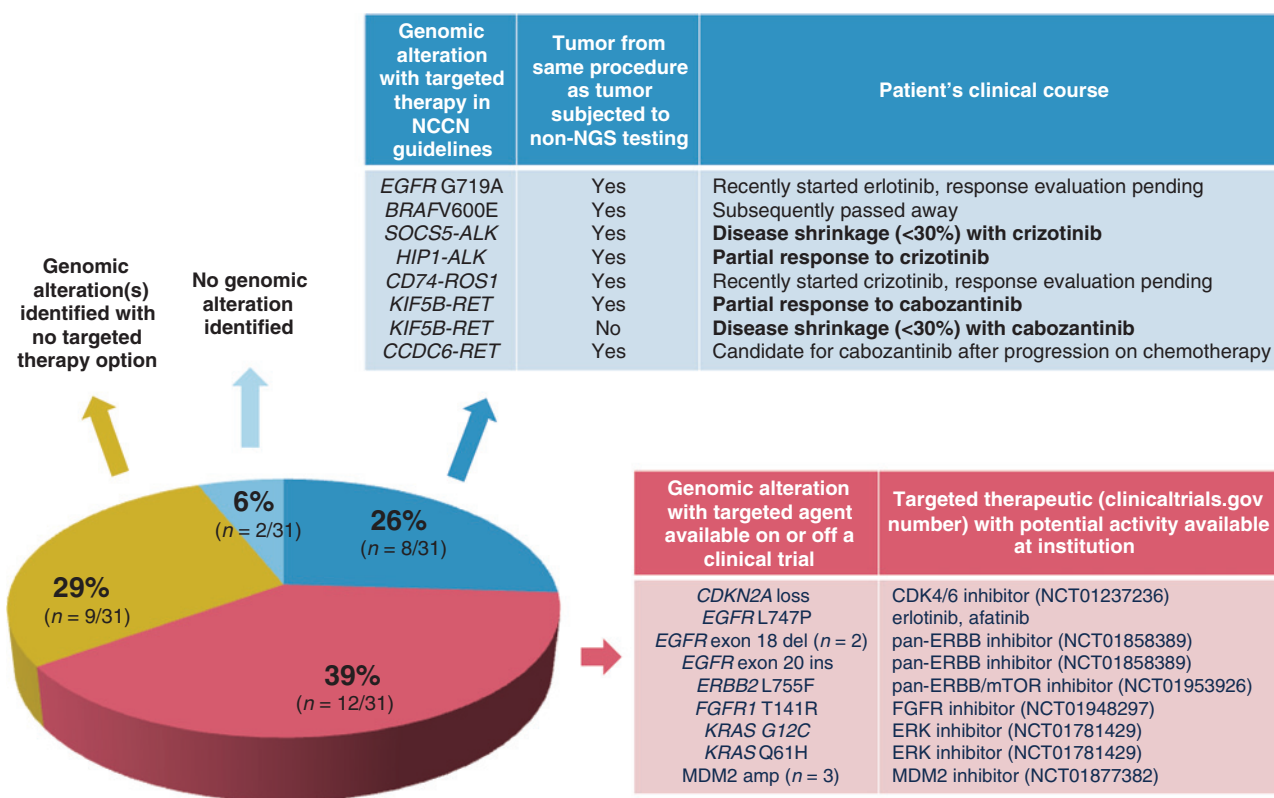 Genomic
alteration
with targeted
therapy in
NCCN
guidelines
Tumor from
same procedure
as tumor
subjected to
non-NGS testing
Patient's clinical course
EGFR G719A Yes Recently started erlotinib, response evaluation pending
BRAFV600E Yes Subsequently passed away
SOCS5-ALK Yes Disease shrinkage (<30%) with crizotinib
HIP1-ALK Yes Partial response to crizotinib
CD74-ROS1 Yes Recently started crizotinib, response evaluation pending
KIF5B-RET Yes Partial response to cabozantinib
KIF5B-RET No Disease shrinkage (<30%) with cabozantinib
CCDC6-RET Yes Candidate for cabozantinib after progression on chemotherapy
Genomic
alteration(s)
identified with
no targeted
therapy option
No genomic
alteration
identified
6%
(n = 2/31)
26%
(n = 8/31)
29%
(n = 9/31)
39%
(n = 12/31)
Genomic alteration
with targeted agent
available on or off a
clinical trial
Targeted therapeutic (clinicaltrials.gov
number) with potential activity available
at institution
CDKN2A loss CDK4/6 inhibitor (NCT01237236)
EGFR L747P erlotinib, afatinib
EGFR exon 18 del (n = 2) pan-ERBB inhibitor (NCT01858389)
EGFR exon 20 ins pan-ERBB inhibitor (NCT01858389)
ERBB2 L755F pan-ERBB/mTOR inhibitor (NCT01953926)
FGFR1 T141R FGFR inhibitor (NCT01948297)
KRAS G12C ERK inhibitor (NCT01781429)
KRAS Q61H ERK inhibitor (NCT01781429)
MDM2 amp (n = 3) MDM2 inhibitor (NCT01877382)